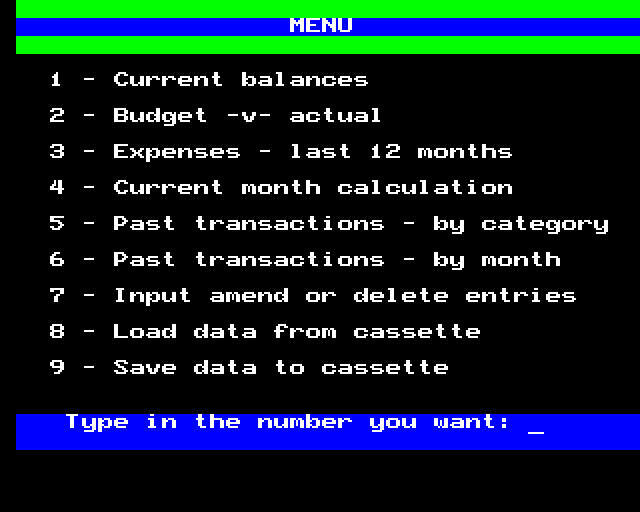 MENU
1 - Current balances
2 - Budget -v- actual
3 - Expenses - last 12 months
4 - Current month calculation
5 - Past transactions - by category
6 - Past transactions - by month
7 - Input amend or delete entries
8 - Load data from cassette
9 - Save data to cassette
Type in the number you want: _